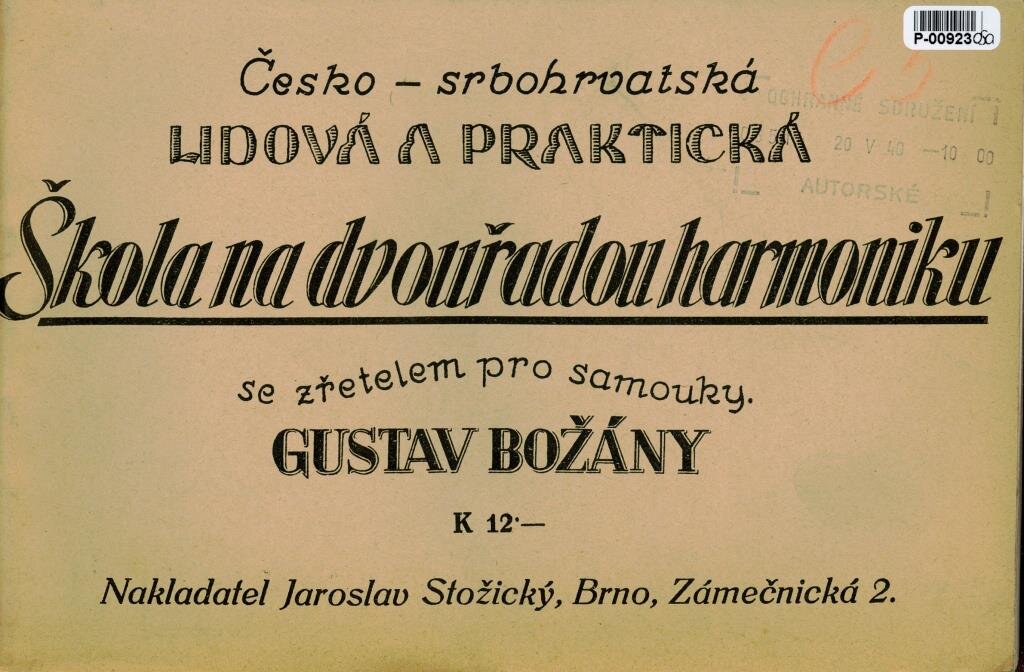 P-00923
Česko – srbohrvatská
LIDOVÁ A PRAKTICKÁ
OCHRANNÉ SDRUŽENÍ
20 V 40 —10 00
AUTORSKÉ
Škola na dvouřadou harmoniku
se zřetelem pro samouky.
GUSTAV BOŽÁNY
K 12·—
Nakladatel Jaroslav Stožický, Brno, Zámečnická 2.